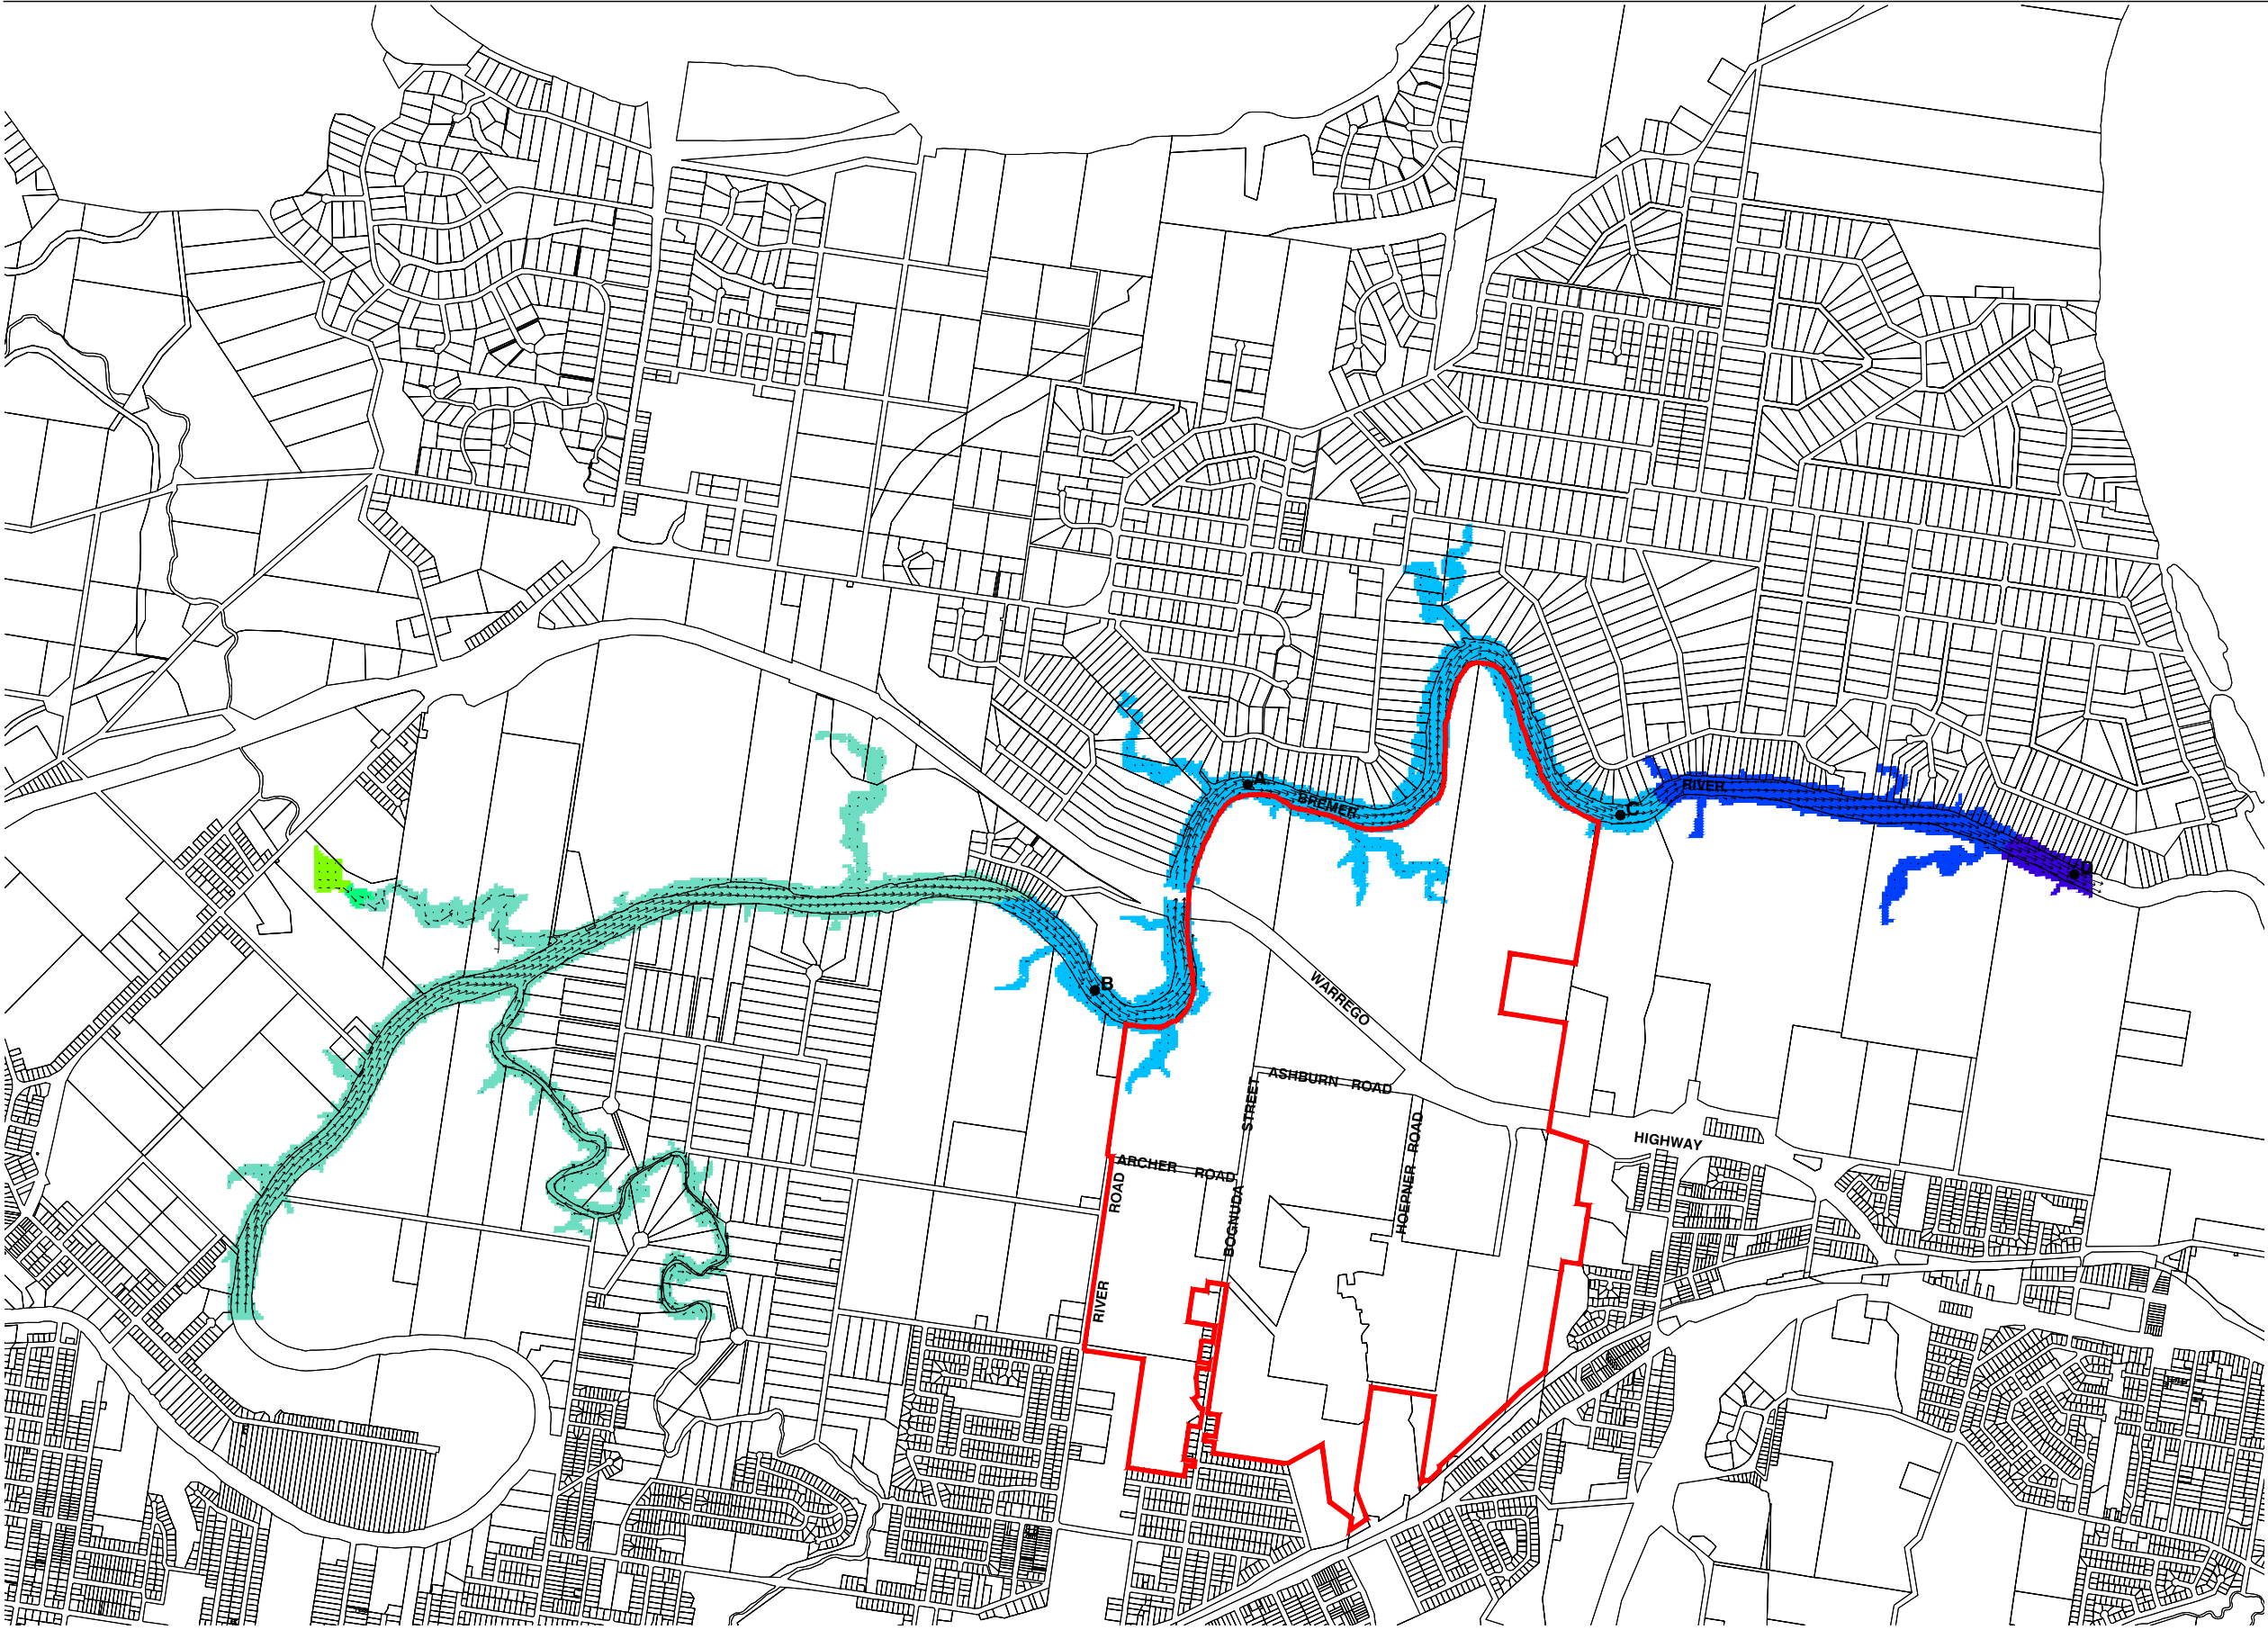 A
BREMER
C
RIVER
B
WARREGO
ASHBURN ROAD
STREET
HOEPNER ROAD
HIGHWAY
ARCHER ROAD
ROAD
BOGNUDA
RIVER